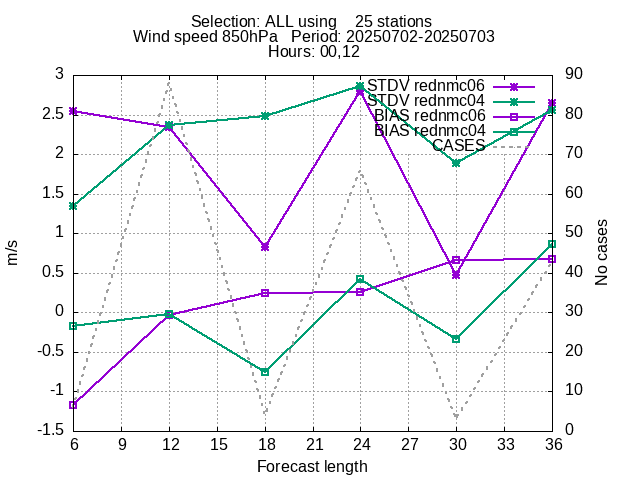 Selection: ALL using    25 stations
Wind speed 850hPa   Period: 20250702-20250703
Hours: 00,12
STDV rednmc06
STDV rednmc04
BIAS rednmc06
BIAS rednmc04
CASES
3
2.5
2
1.5
1
0.5
0
-0.5
-1
-1.5
90
80
70
60
50
40
30
20
10
0
m/s
No cases
6 9 12 15 18 21 24 27 30 33 36
Forecast length